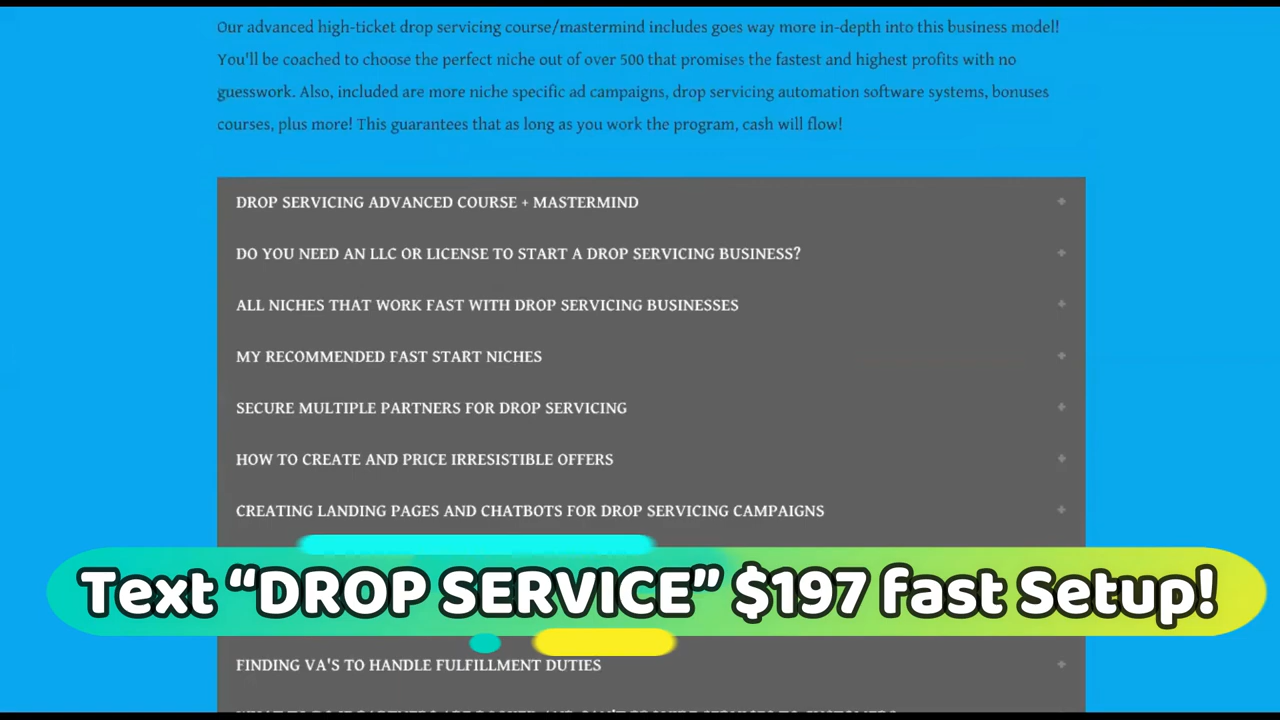 Our advanced high-ticket drop servicing course/mastermind includes goes way more in-depth into this business model!
You'll be coached to choose the perfect niche out of over 500 that promises the fastest and highest profits with no
guesswork. Also, included are more niche specific ad campaigns, drop servicing automation software systems, bonuses
courses, plus more! This guarantees that as long as you work the program, cash will flow!
DROP SERVICING ADVANCED COURSE + MASTERMIND +
DO YOU NEED AN LLC OR LICENSE TO START A DROP SERVICING BUSINESS? +
ALL NICHES THAT WORK FAST WITH DROP SERVICING BUSINESSES +
MY RECOMMENDED FAST START NICHES +
SECURE MULTIPLE PARTNERS FOR DROP SERVICING +
HOW TO CREATE AND PRICE IRRESISTIBLE OFFERS +
CREATING LANDING PAGES AND CHATBOTS FOR DROP SERVICING CAMPAIGNS +
Text “DROP SERVICE” $197 fast Setup!
FINDING VA'S TO HANDLE FULFILLMENT DUTIES +